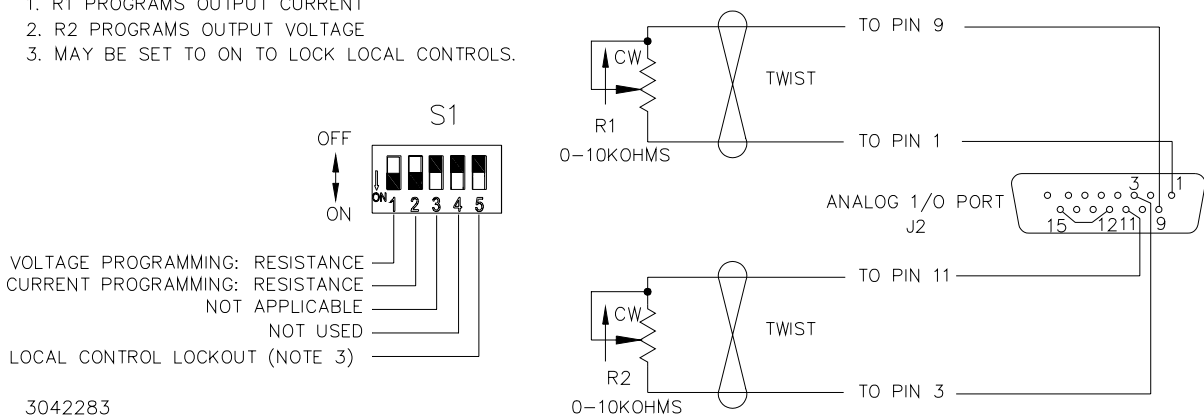 1. R1 PROGRAMS OUTPUT CURRENT
2. R2 PROGRAMS OUTPUT VOLTAGE
3. MAY BE SET TO ON TO LOCK LOCAL CONTROLS.
S1
OFF
ON
ON
1 2 3 4 5
VOLTAGE PROGRAMMING: RESISTANCE
CURRENT PROGRAMMING: RESISTANCE
NOT APPLICABLE
NOT USED
LOCAL CONTROL LOCKOUT (NOTE 3)
3042283
CW
R1
0-10KOHMS
TWIST
TO PIN 9
TO PIN 1
ANALOG I/O PORT
J2
3 1
15 12 11 9
CW
R2
0-10KOHMS
TWIST
TO PIN 11
TO PIN 3